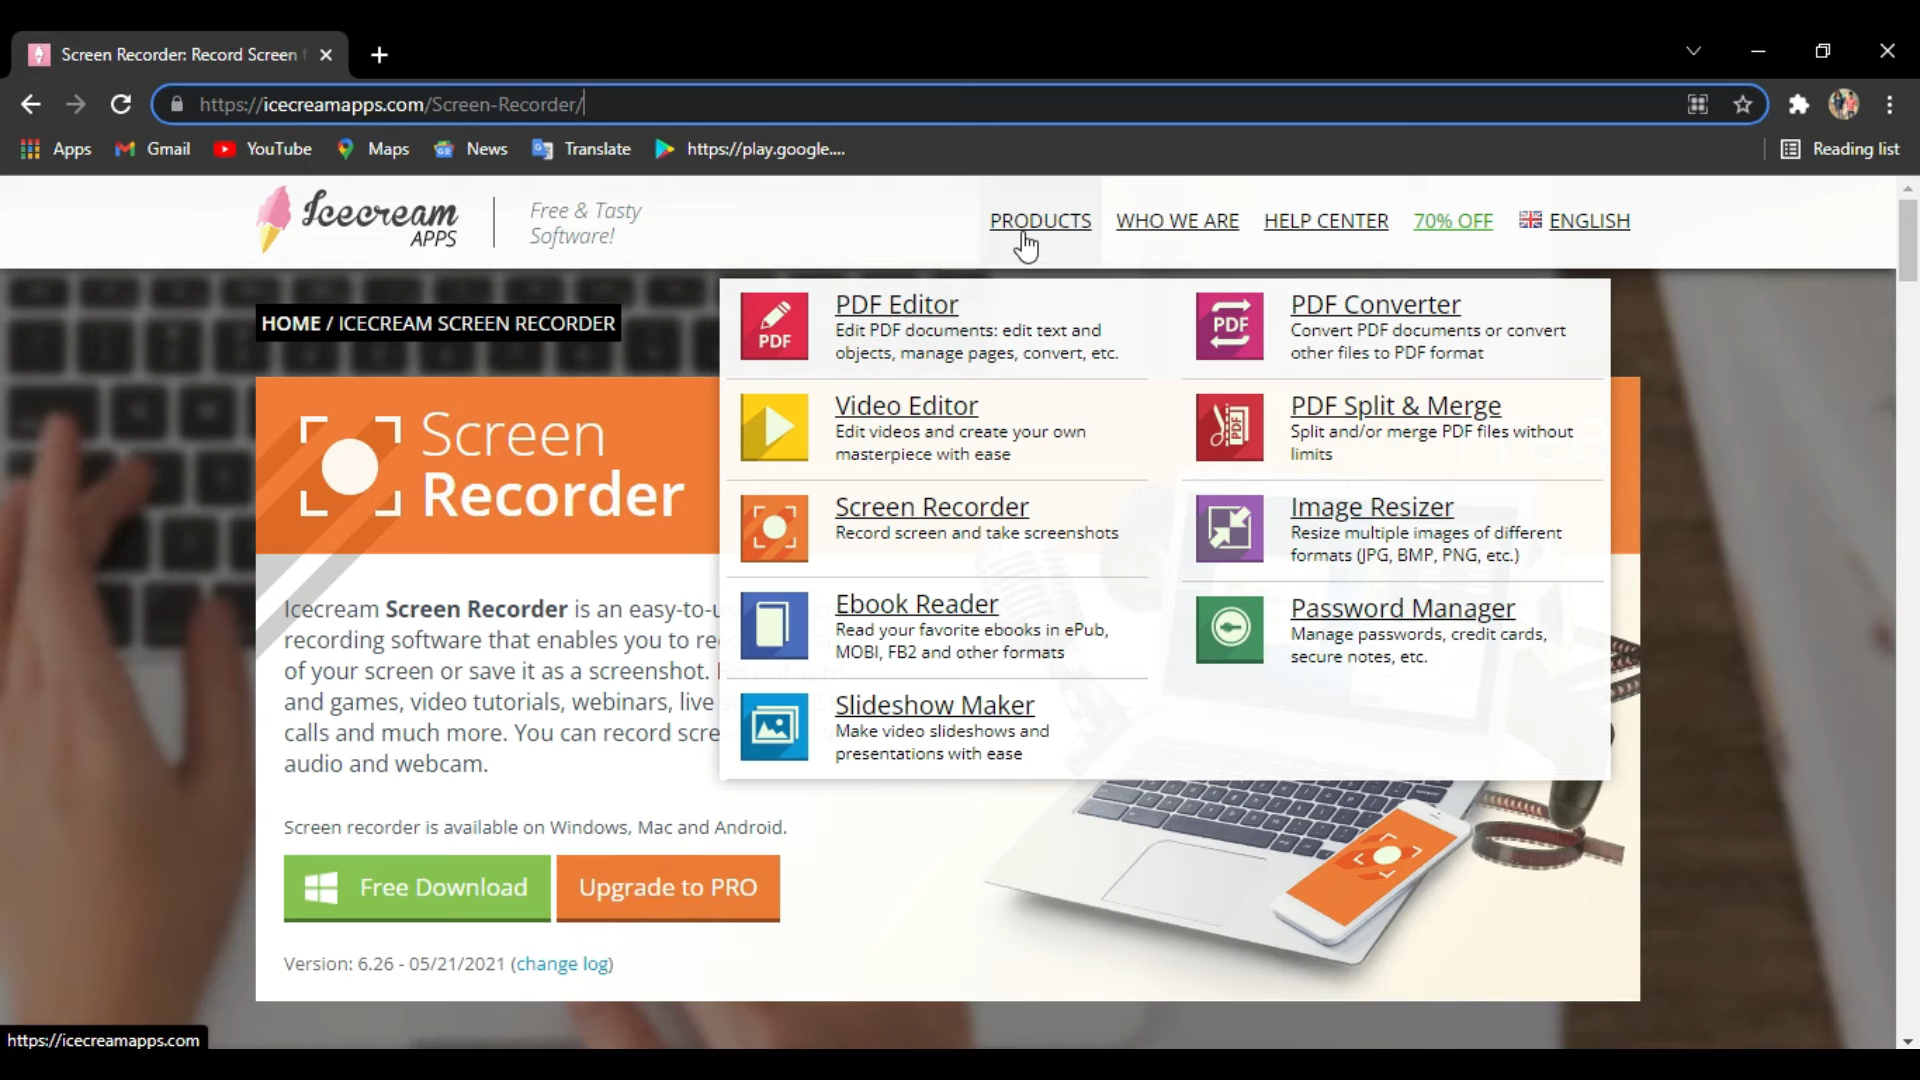 Screen Recorder: Record Screen
https://icecreamapps.com/Screen-Recorder/
Apps
Gmail
YouTube
Maps
News
Translate
https://play.google....
Reading list
Icecream
APPS
Free & Tasty
Software!
PRODUCTS
WHO WE ARE
HELP CENTER
70% OFF
ENGLISH
HOME / ICECREAM SCREEN RECORDER
Screen
Recorder
PDF
PDF Editor
Edit PDF documents: edit text and
objects, manage pages, convert, etc.
Video Editor
Edit videos and create your own
masterpiece with ease
Screen Recorder
Record screen and take screenshots
Ebook Reader
Read your favorite ebooks in ePub,
MOBI, FB2 and other formats
Slideshow Maker
Make video slideshows and
presentations with ease
PDF
PDF Converter
Convert PDF documents or convert
other files to PDF format
PDF
PDF Split & Merge
Split and/or merge PDF files without
limits
Image Resizer
Resize multiple images of different
formats (JPG, BMP, PNG, etc.)
Password Manager
Manage passwords, credit cards,
secure notes, etc.
Icecream Screen Recorder is an easy-to-u
recording software that enables you to re
of your screen or save it as a screenshot.
and games, video tutorials, webinars, live
calls and much more. You can record scre
audio and webcam.
Screen recorder is available on Windows, Mac and Android.
Free Download
Upgrade to PRO
Version: 6.26 - 05/21/2021 (change log)
https://icecreamapps.com